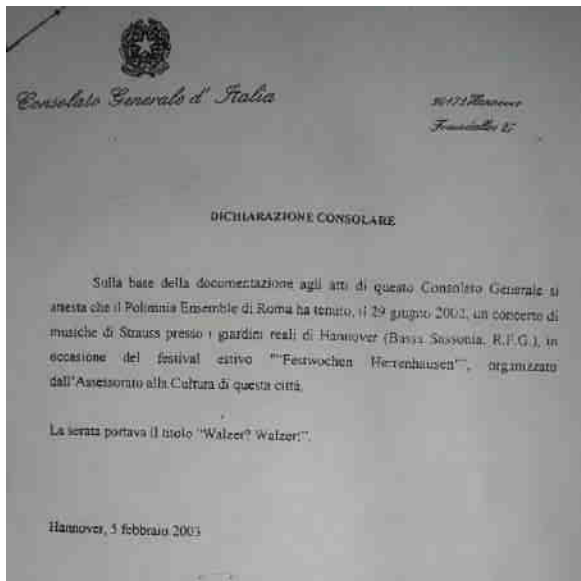 Consolato Generale d'Italia
30173 Hannover
DICHIARAZIONE CONSOLARE
Sulla base della documentazione agli atti di questo Consolato Generale si
attesta che il Polimnia Ensemble di Roma ha tenuto, il 29 giugno 2002, un concerto di
musiche di Strauss presso i giardini reali di Hannover (Bassa Sassonia, R.F.G.), in
occasione del festival estivo ""Festwochen Herrenhausen"", organizzato
dall'Assessorato alla Cultura di questa città.
La serata portava il titolo "Walzer? Walzer!".
Hannover, 5 febbraio 2003